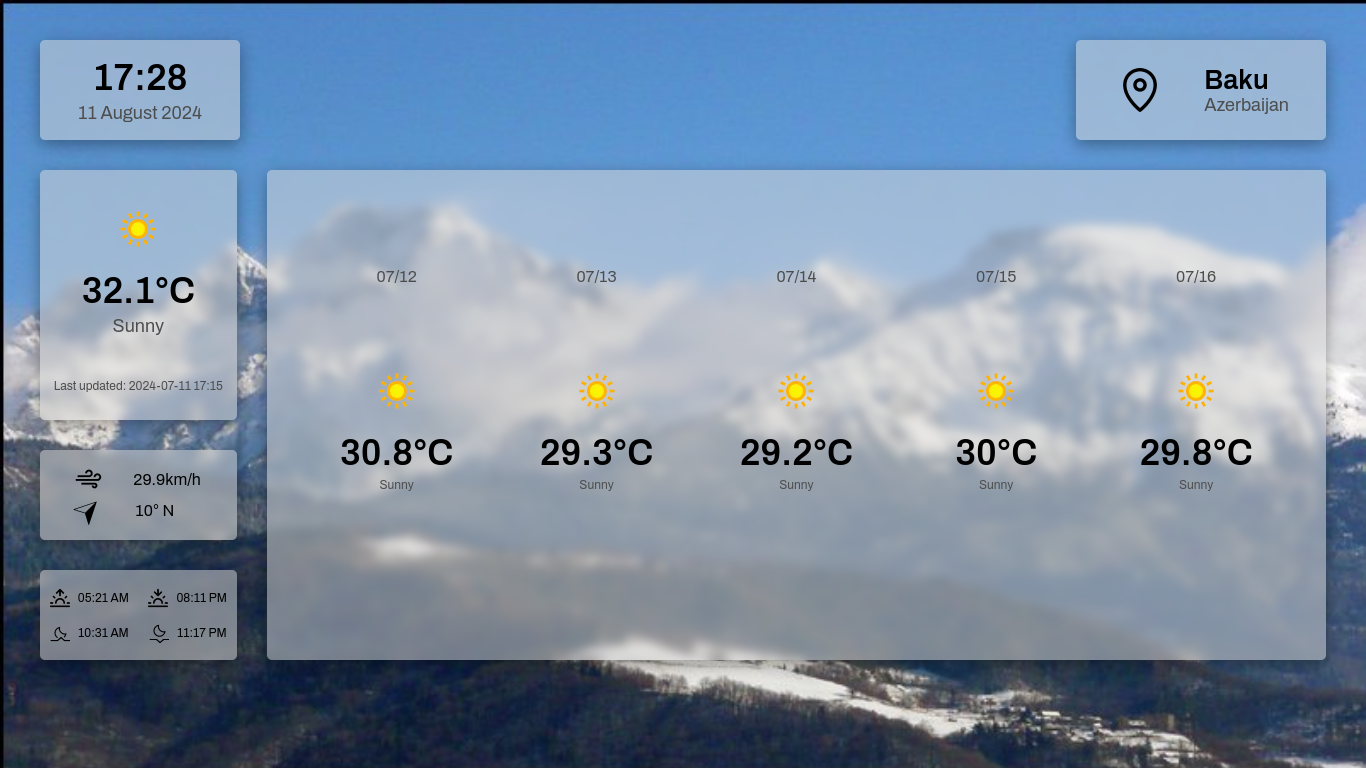 17:28
11 August 2024
Baku
Azerbaijan
32.1°C
Sunny
Last updated: 2024-07-11 17:15
29.9km/h
10° N
05:21 AM 08:11 PM
10:31 AM 11:17 PM
07/12 07/13 07/14 07/15 07/16
30.8°C 29.3°C 29.2°C 30°C 29.8°C
Sunny Sunny Sunny Sunny Sunny